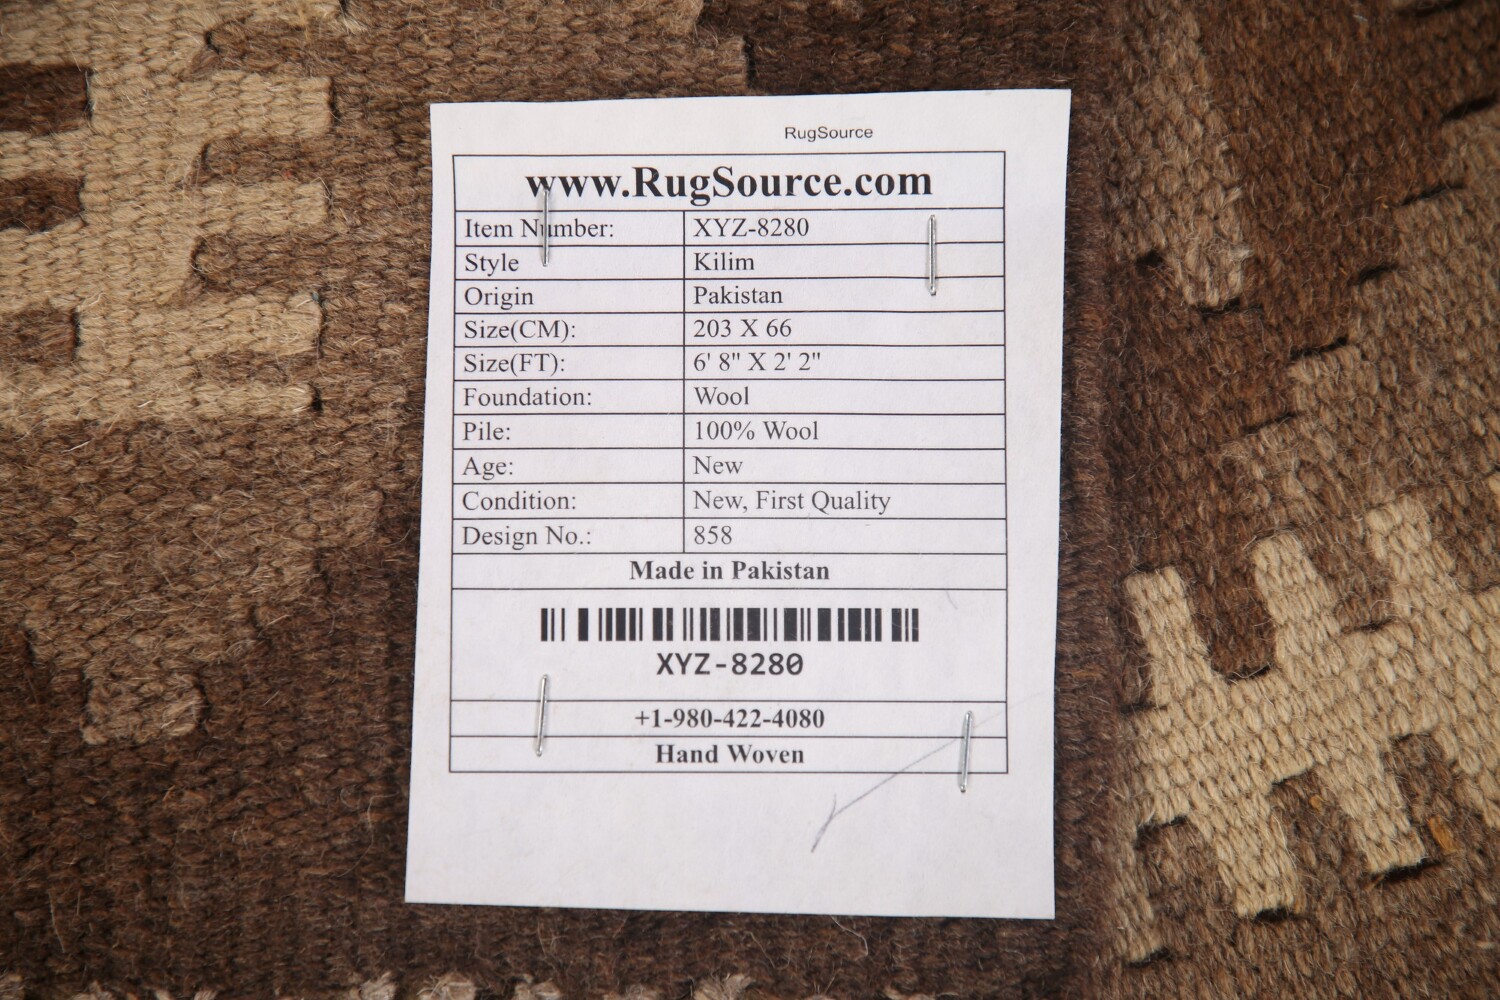 RugSource
www.RugSource.com
Item Number: XYZ-8280
Style Kilim
Origin Pakistan
Size(CM): 203 X 66
Size(FT): 6' 8" X 2' 2"
Foundation: Wool
Pile: 100% Wool
Age: New
Condition: New, First Quality
Design No.: 858
Made in Pakistan
XYZ-8280
+1-980-422-4080
Hand Woven